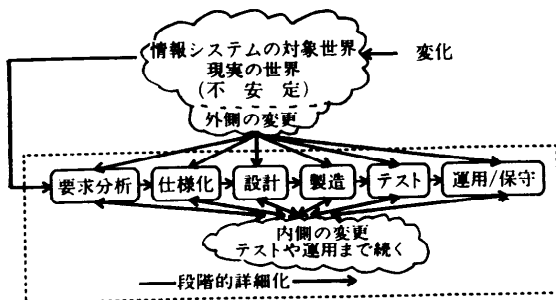 情報システムの対象世界
現実の世界
(不 安 定)
外側の変更
変化
要求分析
仕様化
設計
製造
テスト
運用/保守
内側の変更
テストや運用まで続く
段階的詳細化